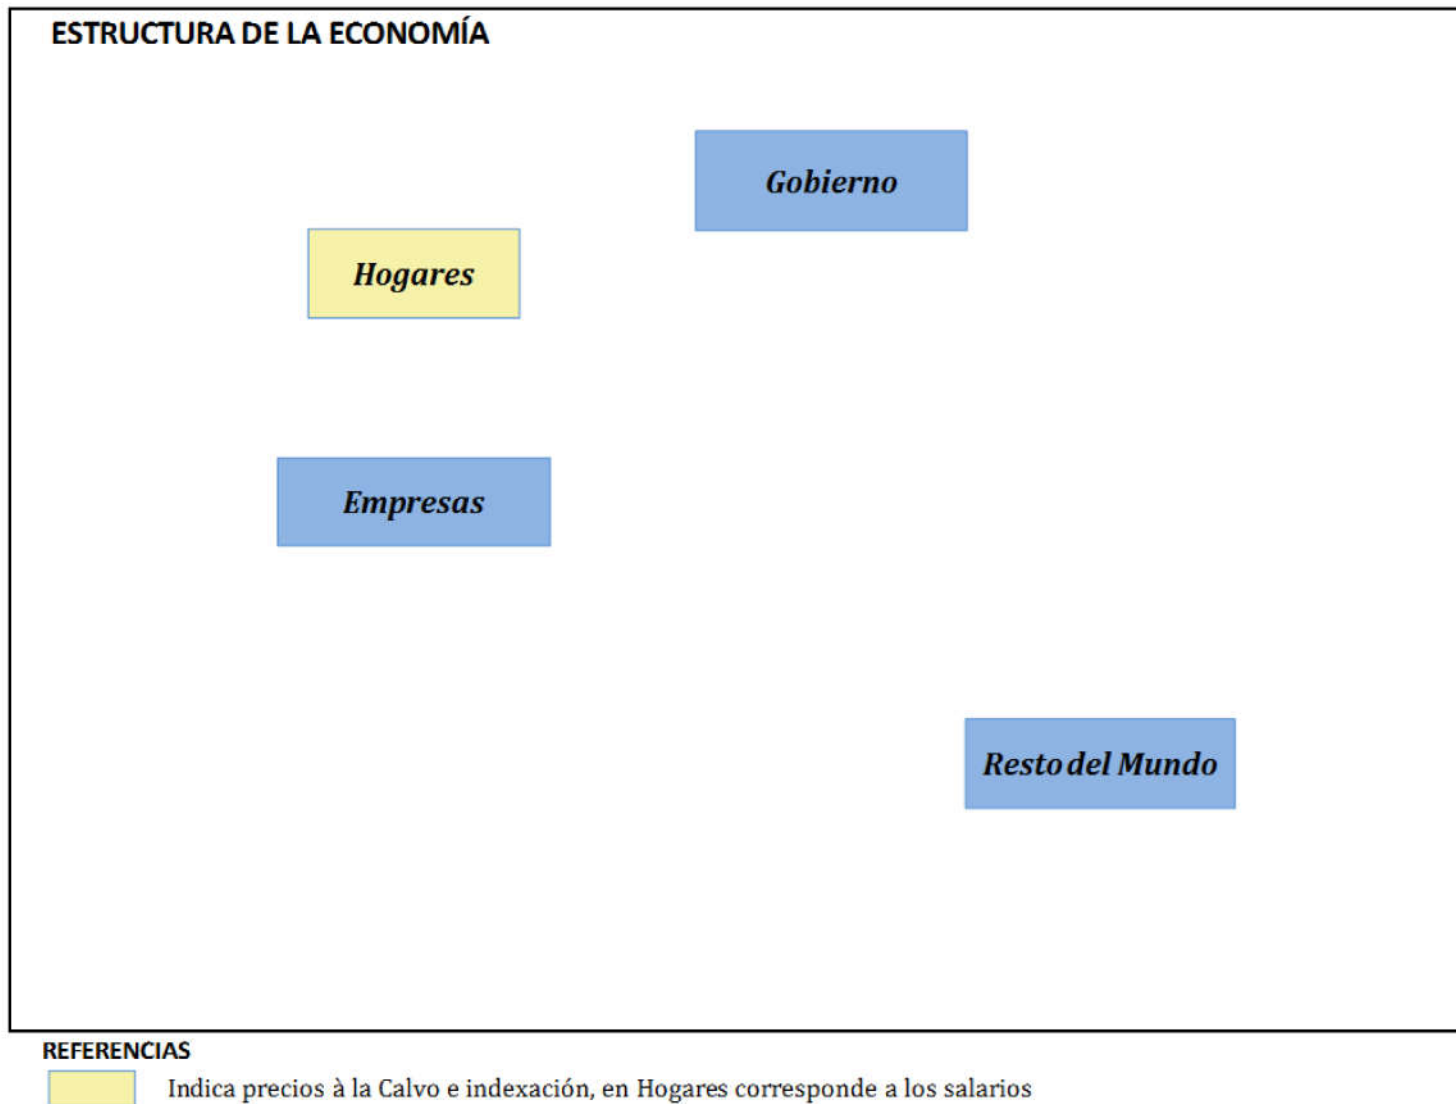 ESTRUCTURA DE LA ECONOMÍA
Gobierno
Hogares
Empresas
Resto del Mundo
REFERENCIAS
Indica precios à la Calvo e indexación, en Hogares corresponde a los salarios